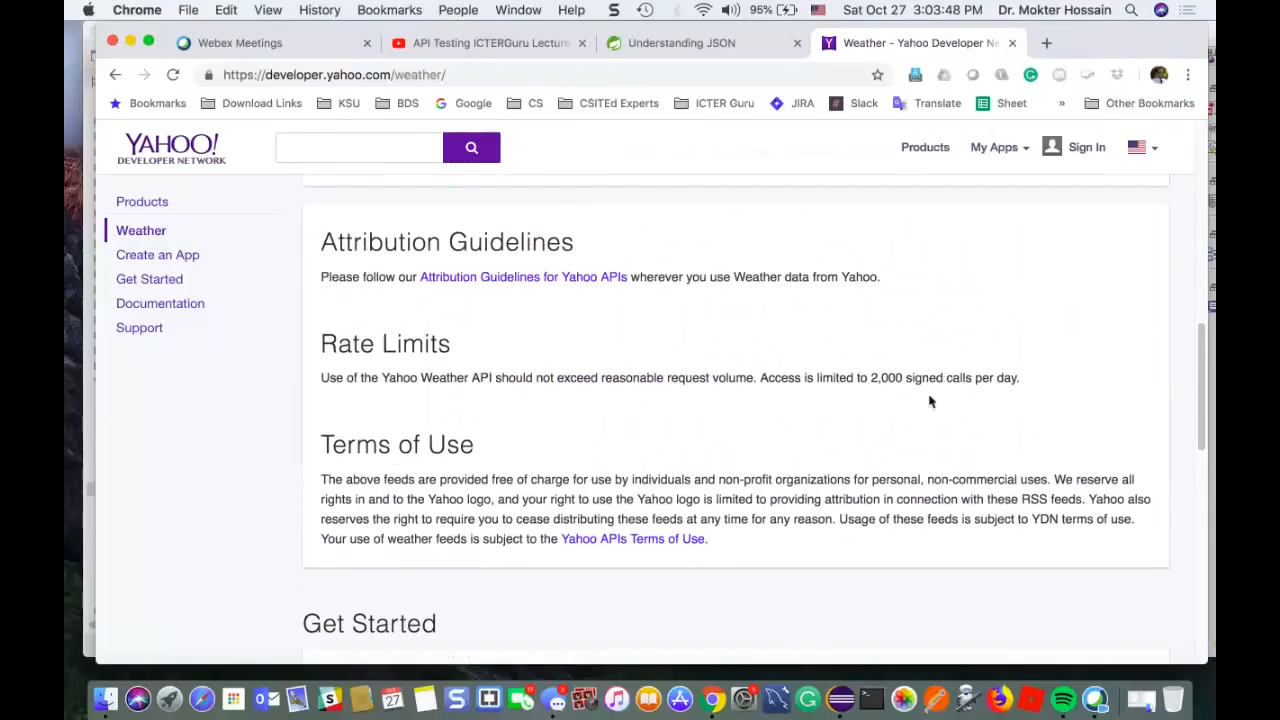 Chrome File Edit View History Bookmarks People Window Help 95% Sat Oct 27 3:03:48 PM Dr. Mokter Hossain
Webex Meetings API Testing ICTERGuru Lecture Understanding JSON Weather - Yahoo Developer Ne
https://developer.yahoo.com/weather/
Bookmarks Download Links KSU BDS Google CS CSITEd Experts ICTER Guru JIRA Slack Translate Sheet » Other Bookmarks
YAHOO!
DEVELOPER NETWORK
Products My Apps Sign In
Products
Weather
Create an App
Get Started
Documentation
Support
Attribution Guidelines
Please follow our Attribution Guidelines for Yahoo APIs wherever you use Weather data from Yahoo.
Rate Limits
Use of the Yahoo Weather API should not exceed reasonable request volume. Access is limited to 2,000 signed calls per day.
Terms of Use
The above feeds are provided free of charge for use by individuals and non-profit organizations for personal, non-commercial uses. We reserve all
rights in and to the Yahoo logo, and your right to use the Yahoo logo is limited to providing attribution in connection with these RSS feeds. Yahoo also
reserves the right to require you to cease distributing these feeds at any time for any reason. Usage of these feeds is subject to YDN terms of use.
Your use of weather feeds is subject to the Yahoo APIs Terms of Use.
Get Started
27